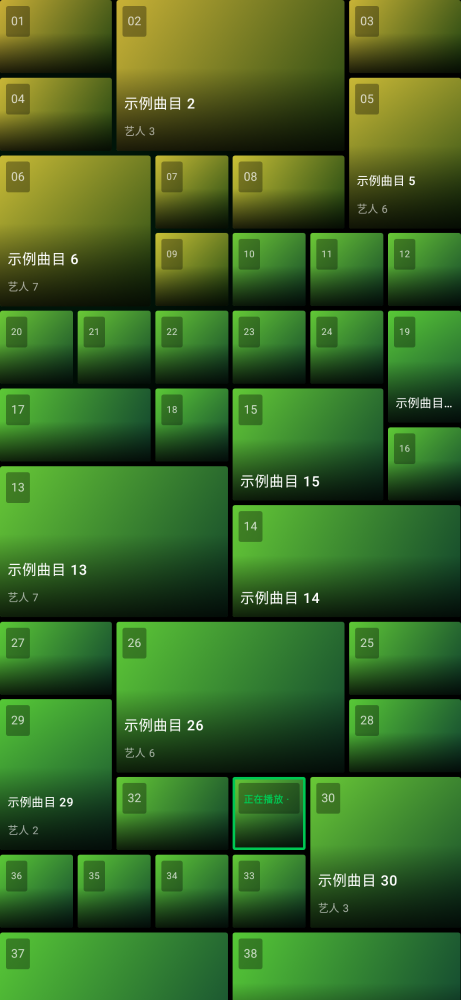 01
02
示例曲目 2
艺人 3
03
04
05
示例曲目 5
艺人 6
06
示例曲目 6
艺人 7
07
08
09
10
11
12
20
21
22
23
24
19
示例曲目…
17
18
15
示例曲目 15
16
13
示例曲目 13
艺人 7
14
示例曲目 14
27
26
示例曲目 26
艺人 6
25
28
29
示例曲目 29
艺人 2
32
正在播放 ·
30
示例曲目 30
艺人 3
36
35
34
33
37
38